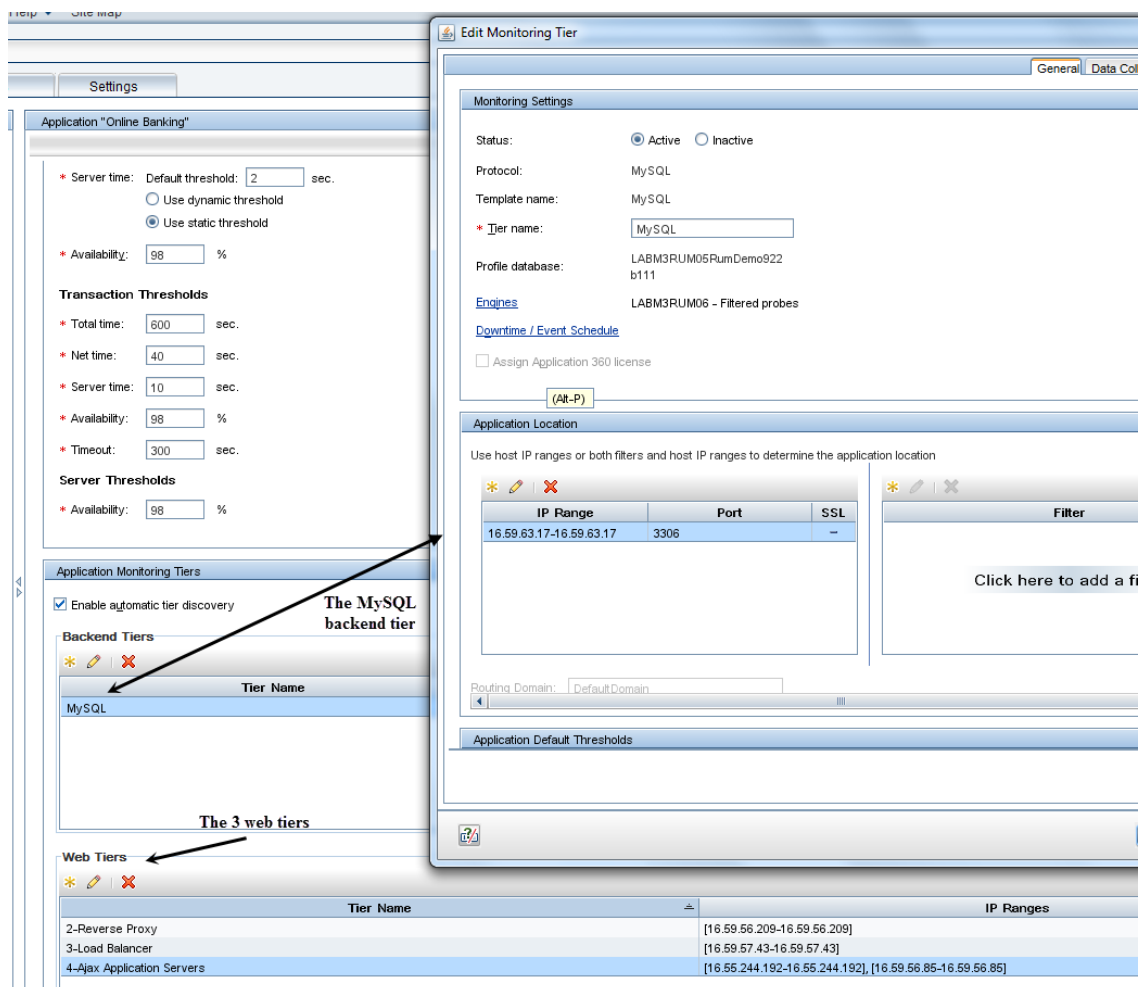 Help Site Map
Settings
Application "Online Banking"
* Server time: Default threshold: 2 sec.
Use dynamic threshold
Use static threshold
* Availability: 98 %
Transaction Thresholds
* Total time: 600 sec.
* Net time: 40 sec.
* Server time: 10 sec.
* Availability: 98 %
* Timeout: 300 sec.
Server Thresholds
* Availability: 98 %
Application Monitoring Tiers
Enable automatic tier discovery
The MySQL
backend tier
Backend Tiers
Tier Name
MySQL
The 3 web tiers
Web Tiers
Tier Name IP Ranges
2-Reverse Proxy [16.59.56.209-16.59.56.209]
3-Load Balancer [16.59.57.43-16.59.57.43]
4-Ajax Application Servers [16.55.244.192-16.55.244.192], [16.59.56.85-16.59.56.85]
Edit Monitoring Tier
General Data Col
Monitoring Settings
Status: Active Inactive
Protocol: MySQL
Template name: MySQL
* Tier name: MySQL
Profile database: LABM3RUM05RumDemo922
b111
Engines LABM3RUM06 - Filtered probes
Downtime / Event Schedule
Assign Application 360 license
(Alt-P)
Application Location
Use host IP ranges or both filters and host IP ranges to determine the application location
IP Range Port SSL Filter
16.59.63.17-16.59.63.17 3306 -
Click here to add a fi
Routing Domain: DefaultDomain
Application Default Thresholds